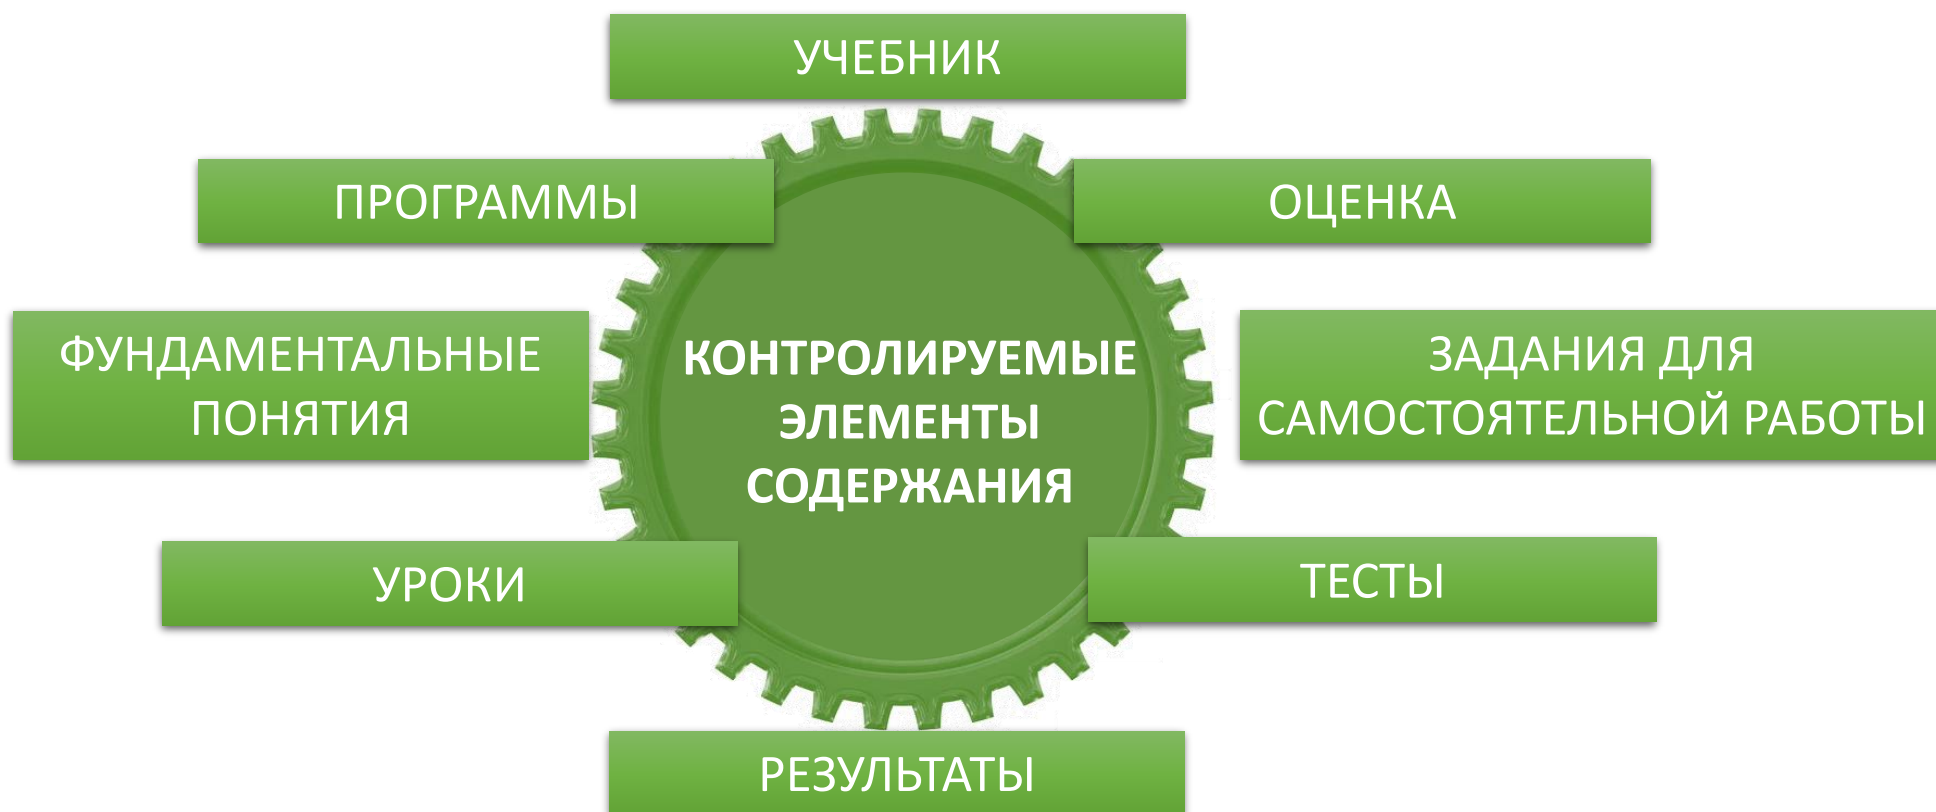 УЧЕБНИК
ПРОГРАММЫ
ОЦЕНКА
ФУНДАМЕНТАЛЬНЫЕ
ПОНЯТИЯ
КОНТРОЛИРУЕМЫЕ
ЭЛЕМЕНТЫ
СОДЕРЖАНИЯ
ЗАДАНИЯ ДЛЯ
САМОСТОЯТЕЛЬНОЙ РАБОТЫ
УРОКИ
ТЕСТЫ
РЕЗУЛЬТАТЫ